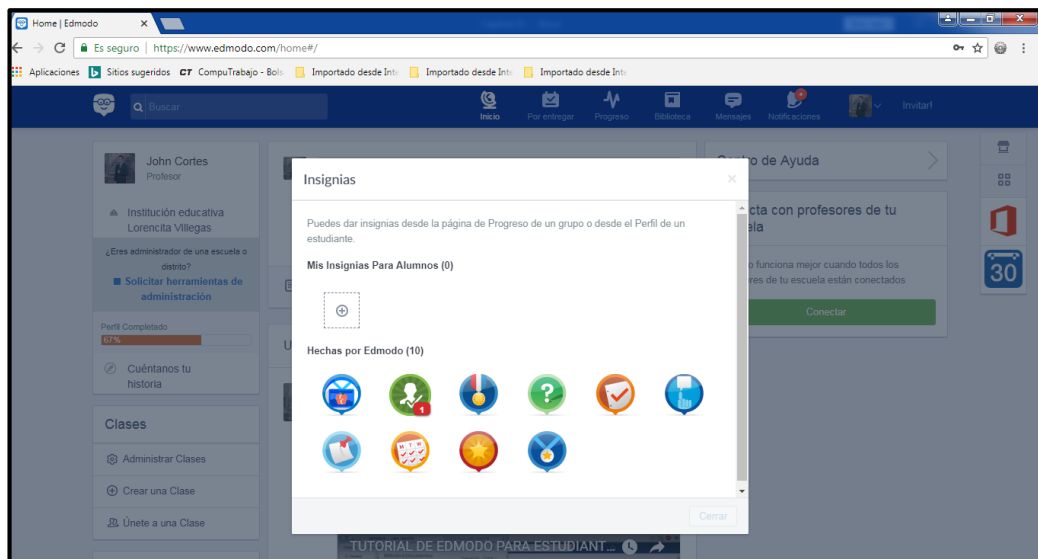 Home | Edmodo
Es seguro | https://www.edmodo.com/home#/
Aplicaciones Sitios sugeridos CT CompuTrabajo - Bols Importado desde Inte Importado desde Inte Importado desde Inte
Buscar
Inicio Por entregar Progreso Biblioteca Mensajes Notificaciones Invitar!
John Cortes
Profesor
Institución educativa
Lorencita Villegas
¿Eres administrador de una escuela o
distrito?
Solicitar herramientas de
administración
Perfil Completado
67%
Cuéntanos tu
historia
Clases
Administrar Clases
Crear una Clase
Únete a una Clase
Insignias
Puedes dar insignias desde la página de Progreso de un grupo o desde el Perfil de un
estudiante.
Mis Insignias Para Alumnos (0)
Hechas por Edmodo (10)
1
?
Cerrar
de Ayuda
cta con profesores de tu
ela
o funciona mejor cuando todos los
res de tu escuela están conectados
Conectar
30
TUTORIAL DE EDMODO PARA ESTUDIANT...